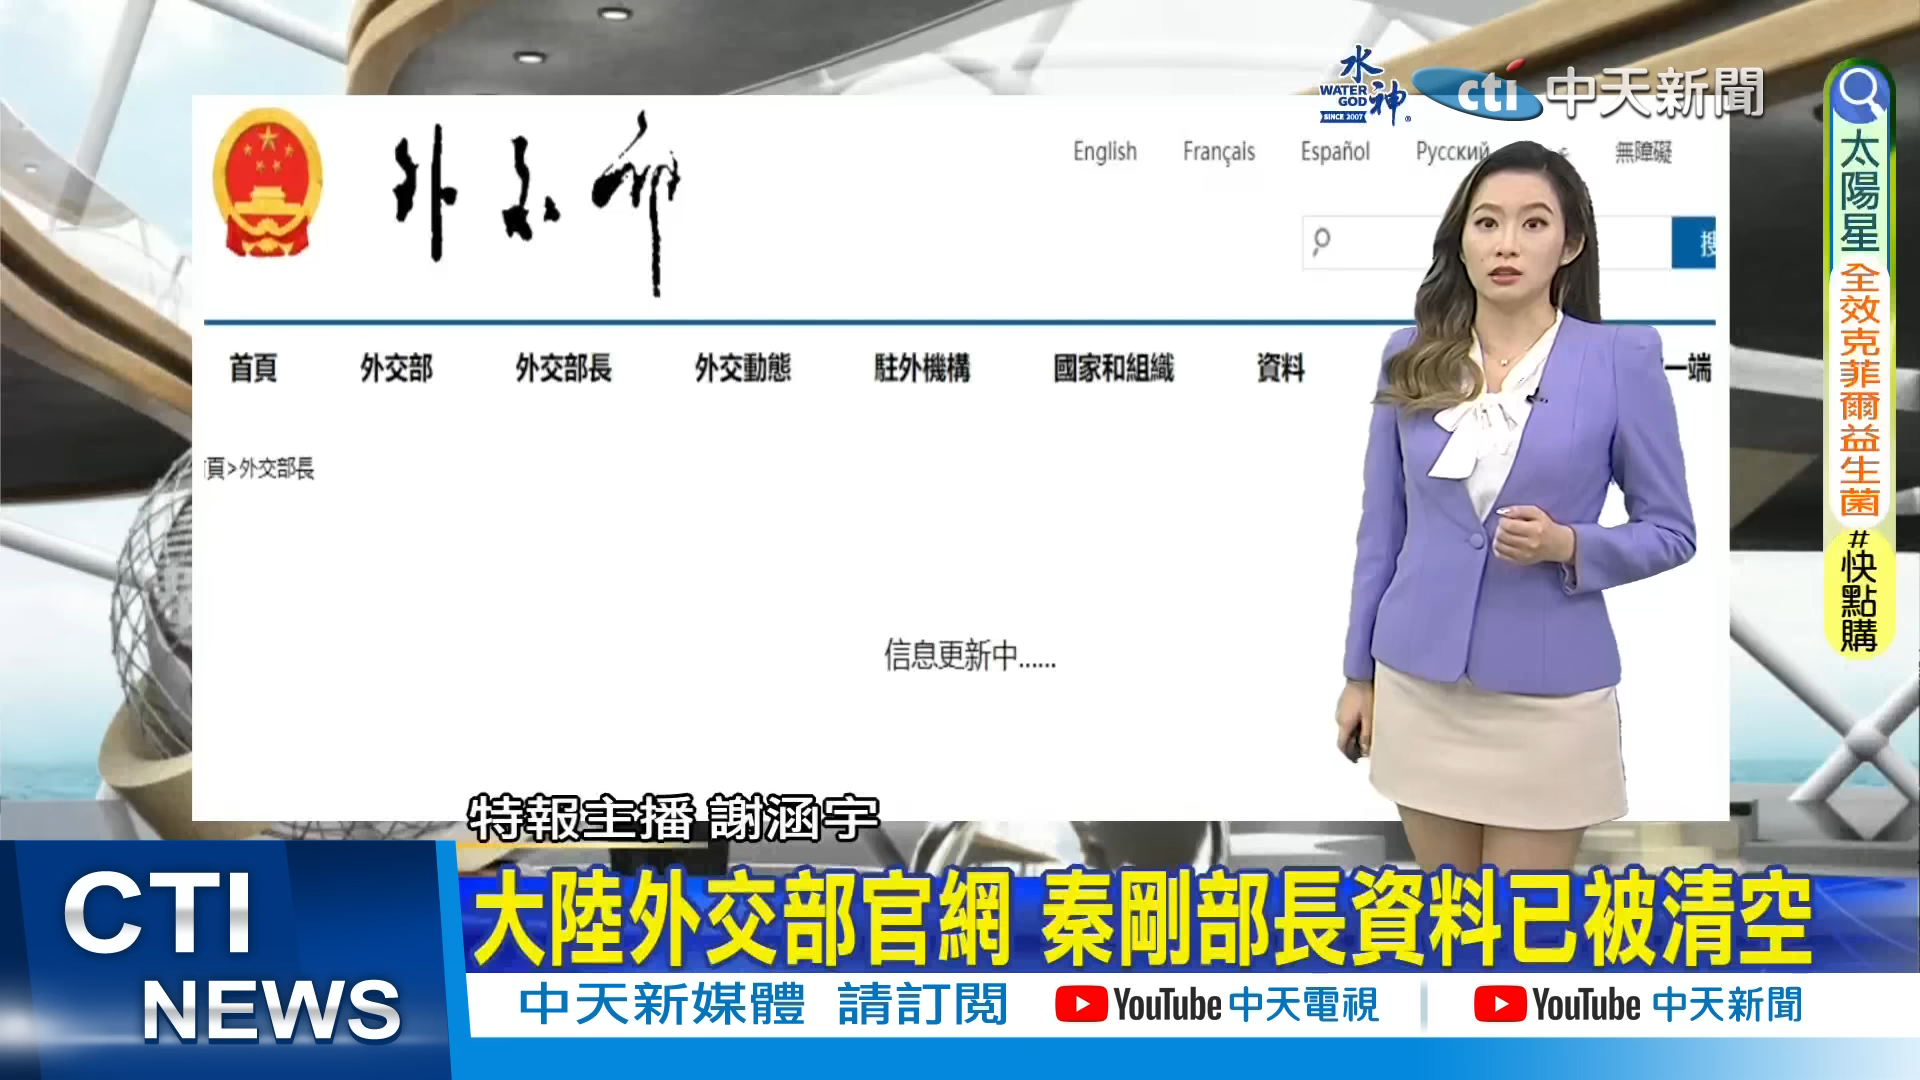 水神
WATER
GOD
SINCE 2007
cti 中天新聞
外交部
English Français Español Русский 無障礙
搜
首頁 外交部 外交部長 外交動態 駐外機構 國家和組織 資料 一端
頁>外交部長
信息更新中......
太陽星
全效克菲爾益生菌
#快點購
特報主播 謝涵宇
CTI
NEWS
大陸外交部官網 秦剛部長資料已被清空
中天新媒體 請訂閱 YouTube 中天電視 YouTube 中天新聞